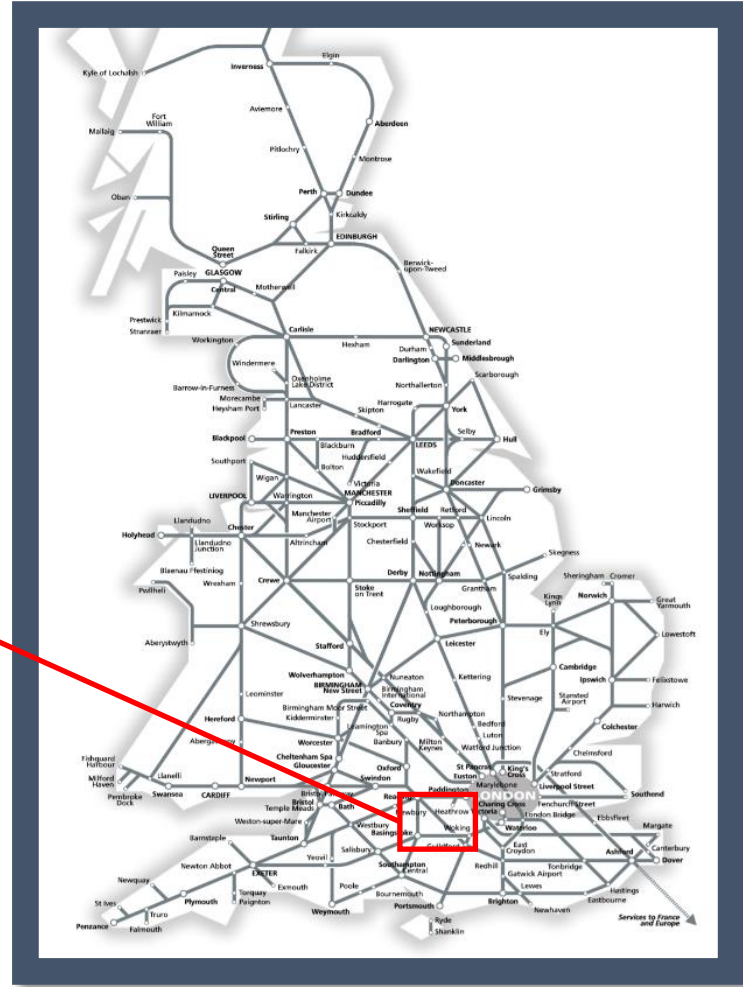 Elgin
Inverness
Kyle of Lochalsh
Aviemore
Fort
William
Aberdeen
Mallaig
Pitlochry
Montrose
Perth
Dundee
Oban
Stirling
Kirkcaldy
EDINBURGH
Queen
Street
Falkirk
Berwick-
upon-Tweed
Paisley
GLASGOW
Central
Motherwell
Prestwick
Kilmarnock
Stranraer
Carlisle
NEWCASTLE
Workington
Hexham
Durham
Sunderland
Darlington
Middlesbrough
Windermere
Scarborough
Oxenholme
Lake District
Barrow-in-Furness
Northallerton
Morecambe
Heysham Port
Lancaster
Harrogate
Skipton
York
Blackpool
Preston
Bradford
Selby
Hull
Blackburn
LEEDS
Southport
Bolton
Huddersfield
Wigan
Wakefield
Victoria
MANCHESTER
Piccadilly
Doncaster
Grimsby
LIVERPOOL
Warrington
Manchester
Airport
Sheffield
Retford
Llandudno
Stockport
Worksop
Lincoln
Holyhead
Chester
Llandudno
Junction
Altrincham
Chesterfield
Newark
Skegness
Blaenau Ffestiniog
Derby
Nottingham
Spalding
Sheringham
Cromer
Pwllheli
Wrexham
Crewe
Stoke
on Trent
Grantham
Kings
Lynn
Norwich
Great
Yarmouth
Loughborough
Shrewsbury
Peterborough
Ely
Lowestoft
Aberystwyth
Stafford
Leicester
Wolverhampton
Nuneaton
Kettering
Cambridge
BIRMINGHAM
New Street
Birmingham
International
Ipswich
Felixstowe
Leominster
Stevenage
Stansted
Airport
Harwich
Birmingham Moor Street
Coventry
Kidderminster
Rugby
Northampton
Hereford
Leamington
Spa
Bedford
Colchester
Abergavenny
Worcester
Banbury
Milton
Keynes
Luton
Cheltenham Spa
Watford Junction
Chelmsford
Fishguard
Harbour
Gloucester
Oxford
St Pancras
King's
Cross
Stratford
Milford
Haven
Llanelli
Newport
Swindon
Euston
Pembroke
Dock
Swansea
CARDIFF
Paddington
Marylebone
Liverpool Street
Southend
LONDON
Bristol
Temple Meads
Bath
Newbury
Heathrow
Charing Cross
Fenchurch Street
Victoria
London Bridge
Ebbsfleet
Weston-super-Mare
Westbury
Basingstoke
Woking
Waterloo
Margate
Barnstaple
Taunton
Guildford
East
Croydon
Canterbury
Salisbury
Ashford
Dover
Yeovil
Redhill
Tonbridge
Newton Abbot
Southampton
Central
Gatwick Airport
EXETER
Newquay
Exmouth
Poole
Lewes
Hastings
Torquay
Paignton
Bournemouth
Eastbourne
St Ives
Plymouth
Weymouth
Portsmouth
Brighton
Newhaven
Truro
Services to France
and Europe
Penzance
Falmouth
Ryde
Shanklin